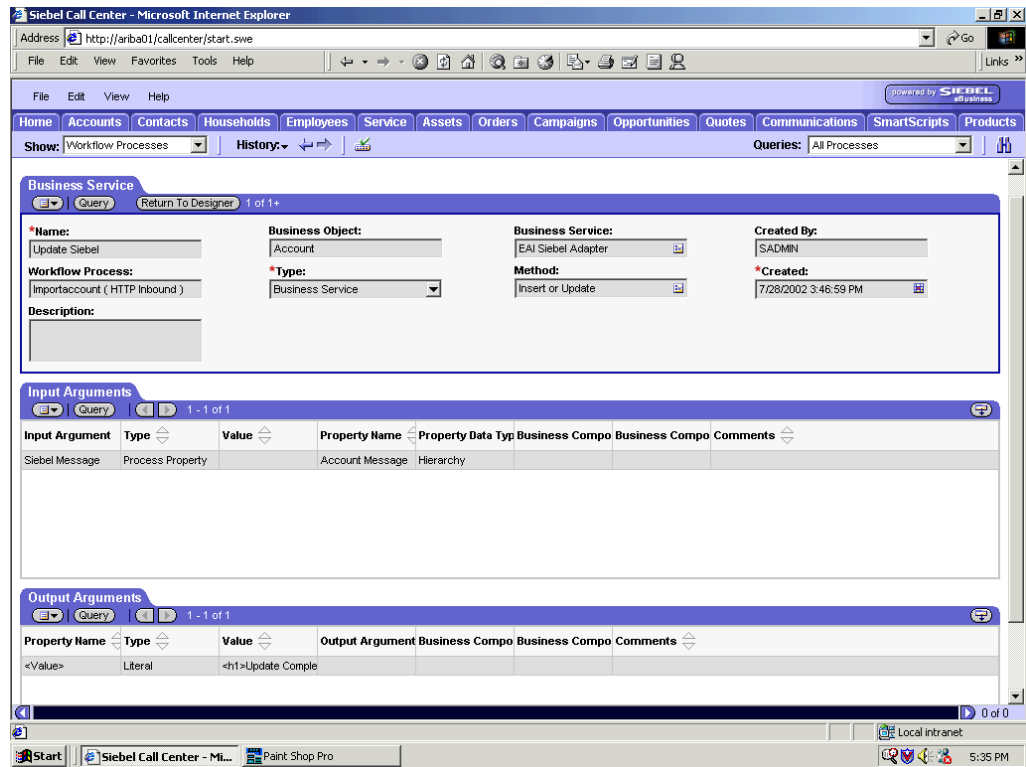 Siebel Call Center - Microsoft Internet Explorer
Address http://ariba01/callcenter/start.swe Go
File Edit View Favorites Tools Help Links »
File Edit View Help powered by SIEBEL eBusiness
Home Accounts Contacts Households Employees Service Assets Orders Campaigns Opportunities Quotes Communications SmartScripts Products
Show: Workflow Processes History: Queries: All Processes
Business Service
Query Return To Designer 1 of 1+
*Name: Business Object: Business Service: Created By:
Update Siebel Account EAI Siebel Adapter SADMIN
Workflow Process: *Type: Method: *Created:
Importaccount ( HTTP Inbound ) Business Service Insert or Update 7/28/2002 3:46:59 PM
Description:
Input Arguments
Query 1 - 1 of 1
Input Argument Type Value Property Name Property Data Typ Business Compo Business Compo Comments
Siebel Message Process Property Account Message Hierarchy
Output Arguments
Query 1 - 1 of 1
Property Name Type Value Output Argument Business Compo Business Compo Comments
<Value> Literal <h1>Update Comple
0 of 0
Local intranet
Start Siebel Call Center - Mi... Paint Shop Pro 5:35 PM